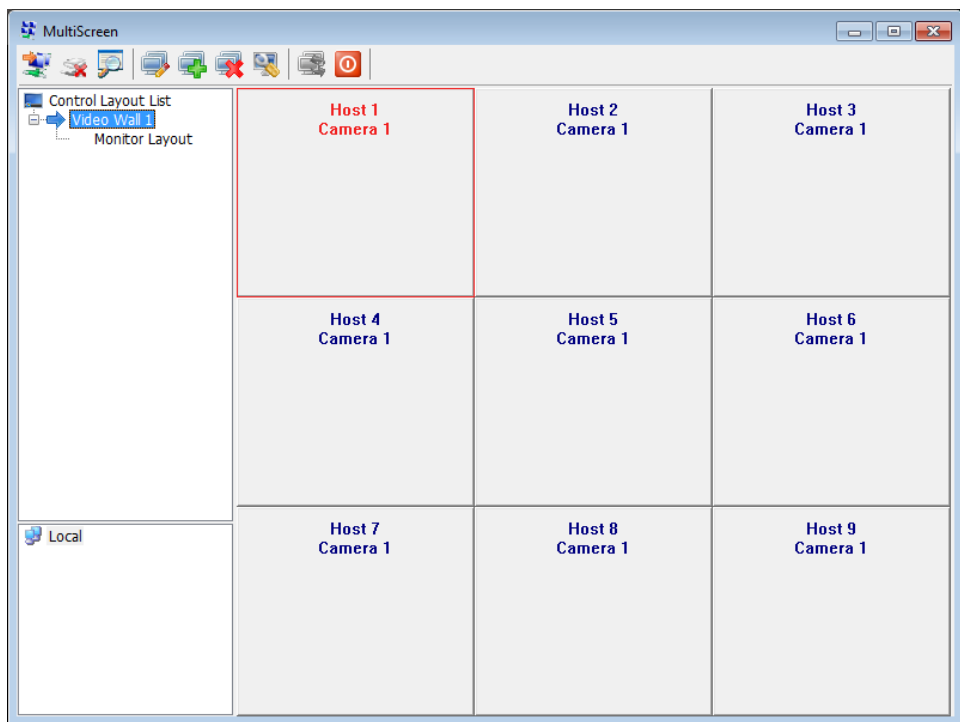 MultiScreen
Control Layout List
Video Wall 1
Monitor Layout
Local
Host 1
Camera 1
Host 2
Camera 1
Host 3
Camera 1
Host 4
Camera 1
Host 5
Camera 1
Host 6
Camera 1
Host 7
Camera 1
Host 8
Camera 1
Host 9
Camera 1